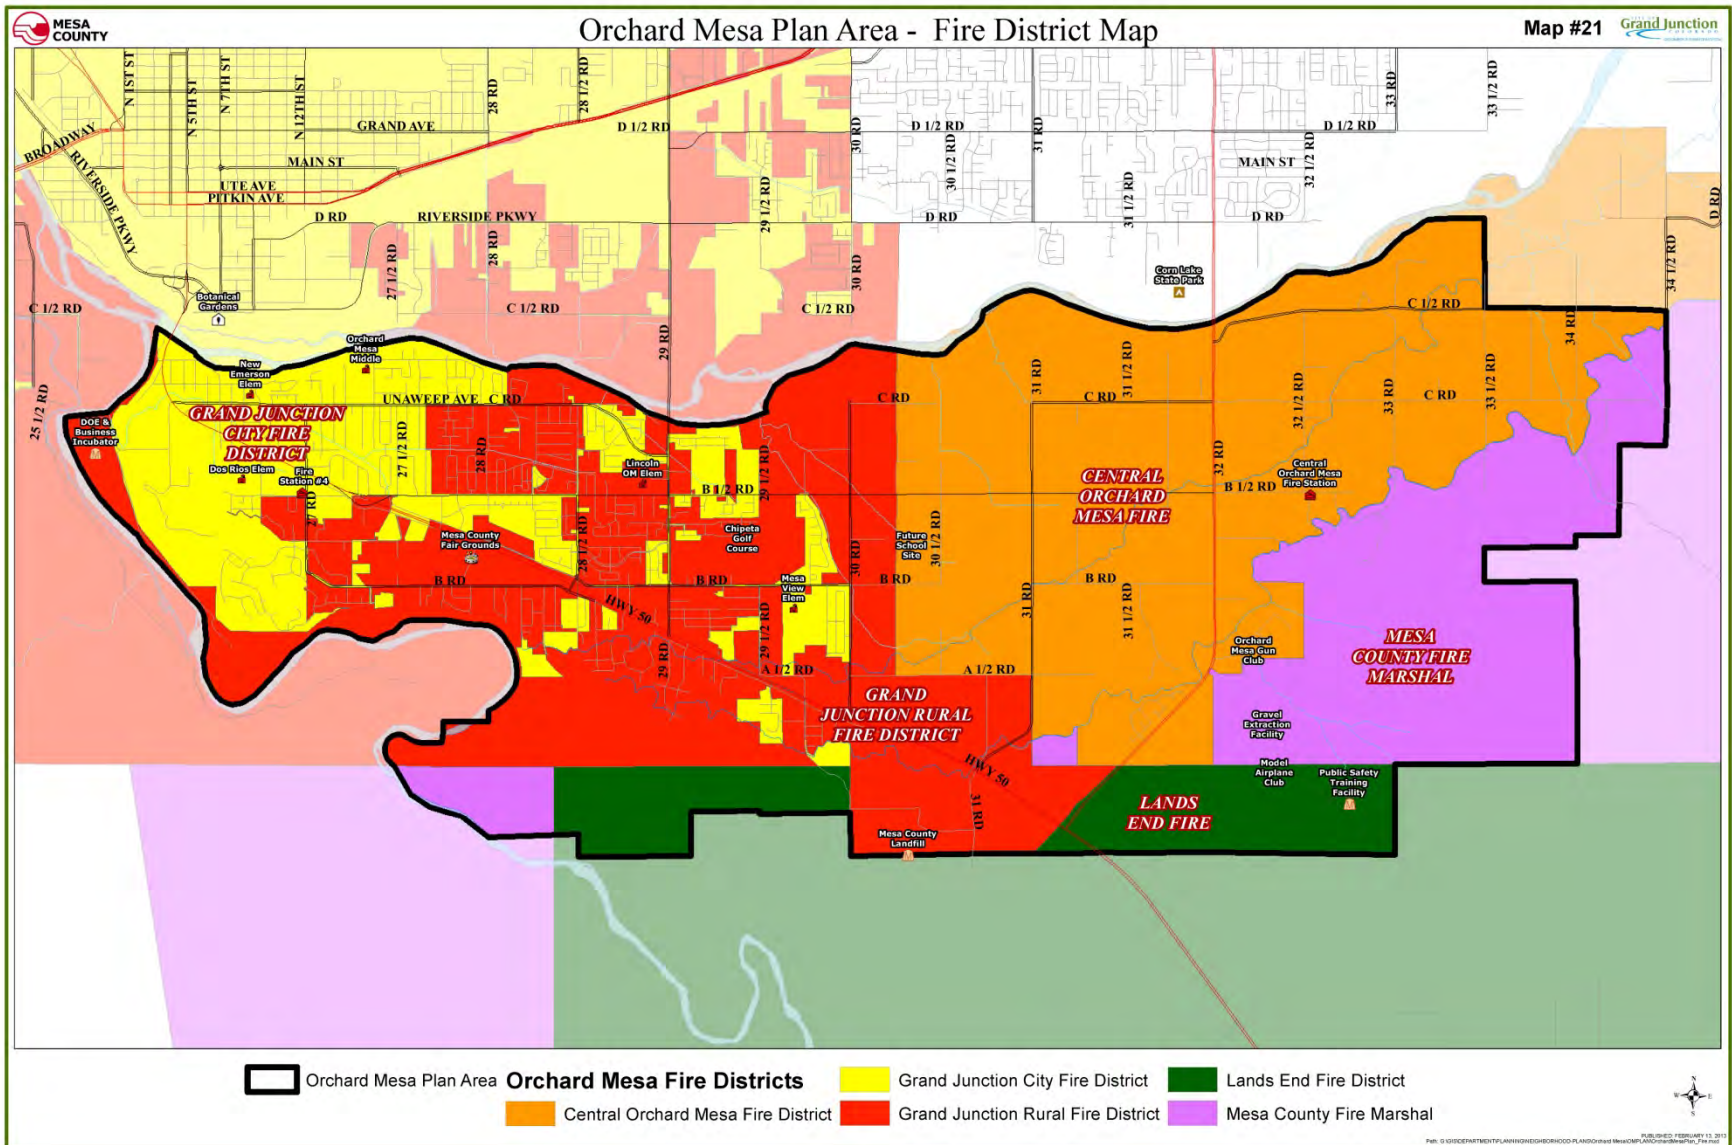 MESA
COUNTY
Orchard Mesa Plan Area - Fire District Map
Map #21
Grand Junction
COLORADO
N 1ST ST
N 5TH ST
N 7TH ST
N 12TH ST
28 RD
28 1/2 RD
33 RD
33 1/2 RD
BROADWAY
RIVERSIDE PKWY
GRAND AVE
D 1/2 RD
30 RD
D 1/2 RD
30 1/2 RD
31 RD
D 1/2 RD
MAIN ST
MAIN ST
32 1/2 RD
UTE AVE
PITKIN AVE
29 1/2 RD
31 1/2 RD
D RD
RIVERSIDE PKWY
D RD
D RD
D RD
27 1/2 RD
28 RD
30 RD
34 1/2 RD
Corn Lake
State Park
Botanical
Gardens
C 1/2 RD
C 1/2 RD
C 1/2 RD
C 1/2 RD
29 RD
34 RD
Orchard
Mesa
Middle
New
Emerson
Elem
31 RD
31 1/2 RD
32 1/2 RD
33 RD
33 1/2 RD
25 1/2 RD
UNAWEEP AVE
C RD
C RD
C RD
C RD
GRAND JUNCTION
CITY FIRE
DISTRICT
DOE &
Business
Incubator
27 1/2 RD
28 RD
Dos Rios Elem
Fire
Station #4
27 RD
Lincoln
OM Elem
29 1/2 RD
32 RD
CENTRAL
ORCHARD
MESA FIRE
Central
Orchard Mesa
Fire Station
B 1/2 RD
B 1/2 RD
Mesa County
Fair Grounds
28 1/2 RD
Chipeta
Golf
Course
30 RD
Future
School
Site
30 1/2 RD
B RD
B RD
B RD
B RD
Mesa
View
Elem
HWY 50
31 RD
31 1/2 RD
29 RD
29 1/2 RD
A 1/2 RD
A 1/2 RD
Orchard
Mesa Gun
Club
MESA
COUNTY FIRE
MARSHAL
GRAND
JUNCTION RURAL
FIRE DISTRICT
Gravel
Extraction
Facility
HWY 50
31 RD
Model
Airplane
Club
Public Safety
Training
Facility
LANDS
END FIRE
Mesa County
Landfill
Orchard Mesa Plan Area
Orchard Mesa Fire Districts
Grand Junction City Fire District
Lands End Fire District
Central Orchard Mesa Fire District
Grand Junction Rural Fire District
Mesa County Fire Marshal
N
W
E
S
PUBLISHED: FEBRUARY 13, 2013